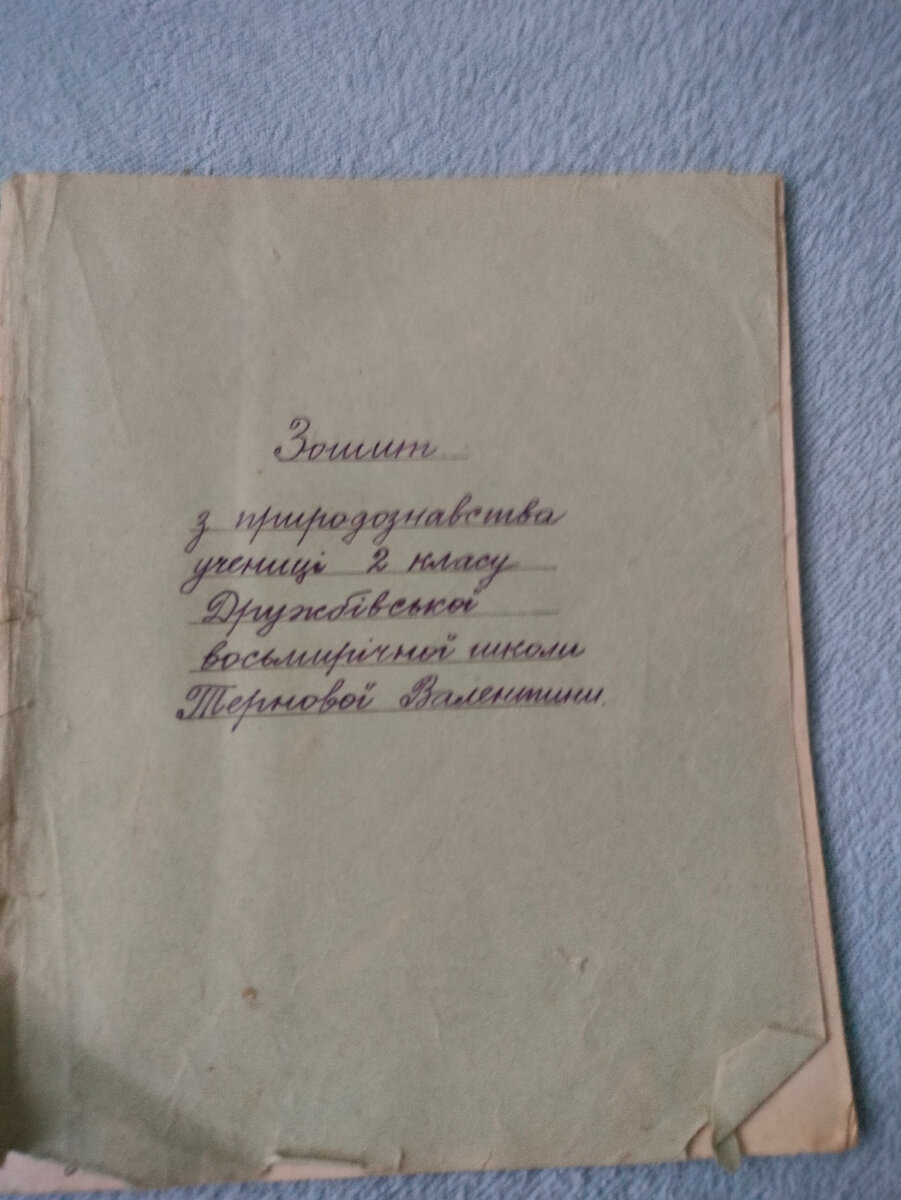 Зошит
з природознавства
учениці 2 класу
Дружбівської
восьмирічної школи
Тернової Валентини.